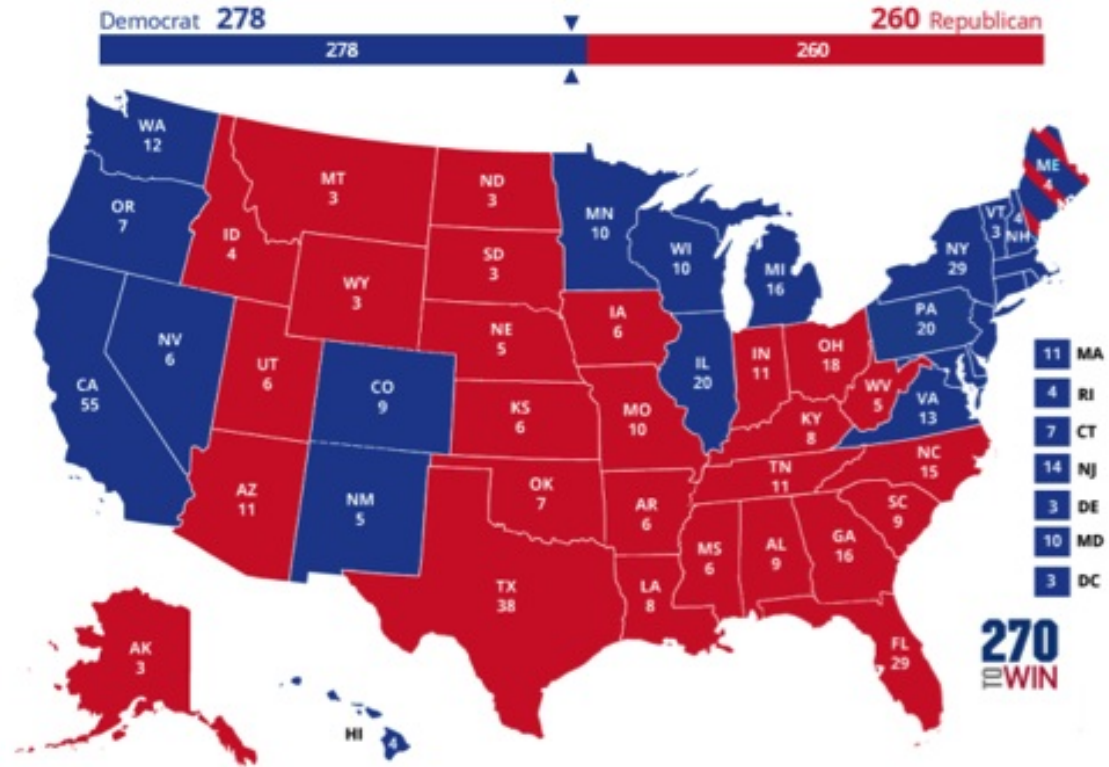 Democrat 278
260 Republican
278
260
WA
12
OR
7
CA
55
NV
6
ID
4
MT
3
WY
3
UT
6
CO
9
AZ
11
NM
5
ND
3
SD
3
NE
5
KS
6
OK
7
TX
38
MN
10
IA
6
MO
10
AR
6
LA
8
WI
10
IL
20
MI
16
IN
11
OH
18
KY
8
TN
11
MS
6
AL
9
GA
16
FL
29
SC
9
NC
15
VA
13
WV
5
PA
20
NY
29
VT
3
4
NH
ME
4
11 MA
4 RI
7 CT
14 NJ
3 DE
10 MD
3 DC
AK
3
HI
4
270
TO WIN